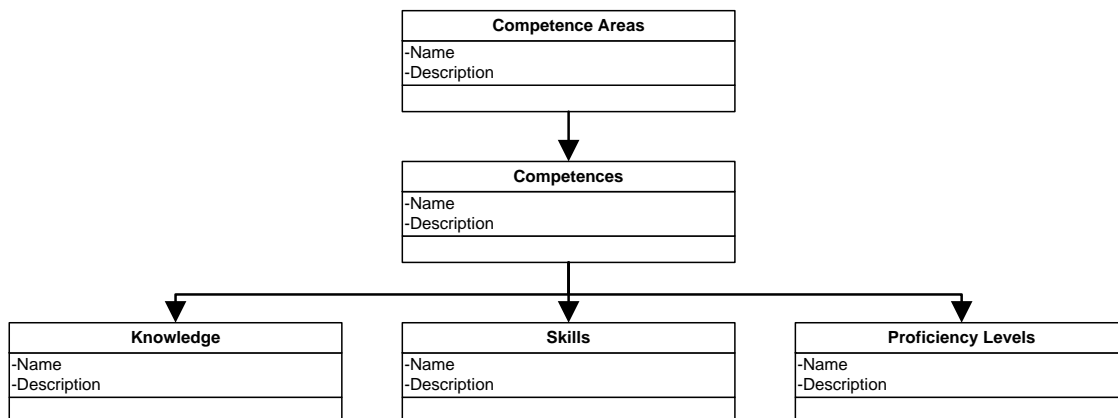 Competence Areas
-Name
-Description
Competences
-Name
-Description
Knowledge
-Name
-Description
Skills
-Name
-Description
Proficiency Levels
-Name
-Description